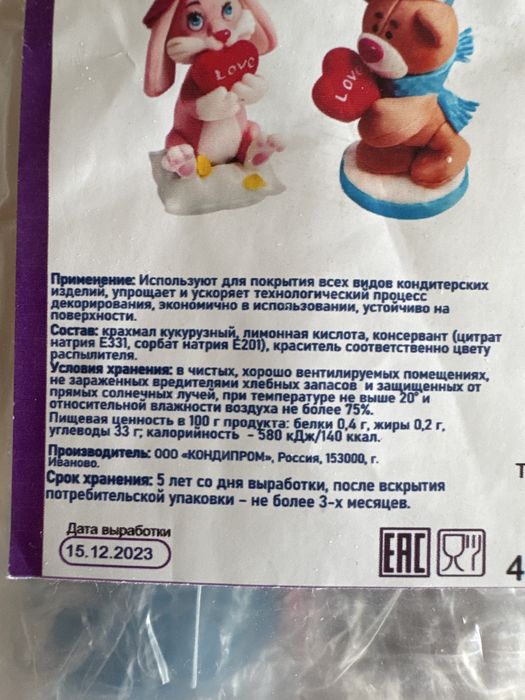 LOVE
LOVE
Применение: Используют для покрытия всех видов кондитерских
изделий, упрощает и ускоряет технологический процесс
декорирования, экономично в использовании, устойчиво на
поверхности.
Состав: крахмал кукурузный, лимонная кислота, консервант (цитрат
натрия Е331, сорбат натрия Е201), краситель соответственно цвету
распылителя.
Условия хранения: в чистых, хорошо вентилируемых помещениях,
не зараженных вредителями хлебных запасов и защищенных от
прямых солнечных лучей, при температуре не выше 20° и
относительной влажности воздуха не более 75%.
Пищевая ценность в 100 г продукта: белки 0,4 г, жиры 0,2 г,
углеводы 33 г; калорийность - 580 кДж/140 ккал.
Производитель: ООО «КОНДИПРОМ», Россия, 153000, г.
Иваново.
Срок хранения: 5 лет со дня выработки, после вскрытия
потребительской упаковки – не более 3-х месяцев.
Дата выработки
15.12.2023
EAC
Т
4